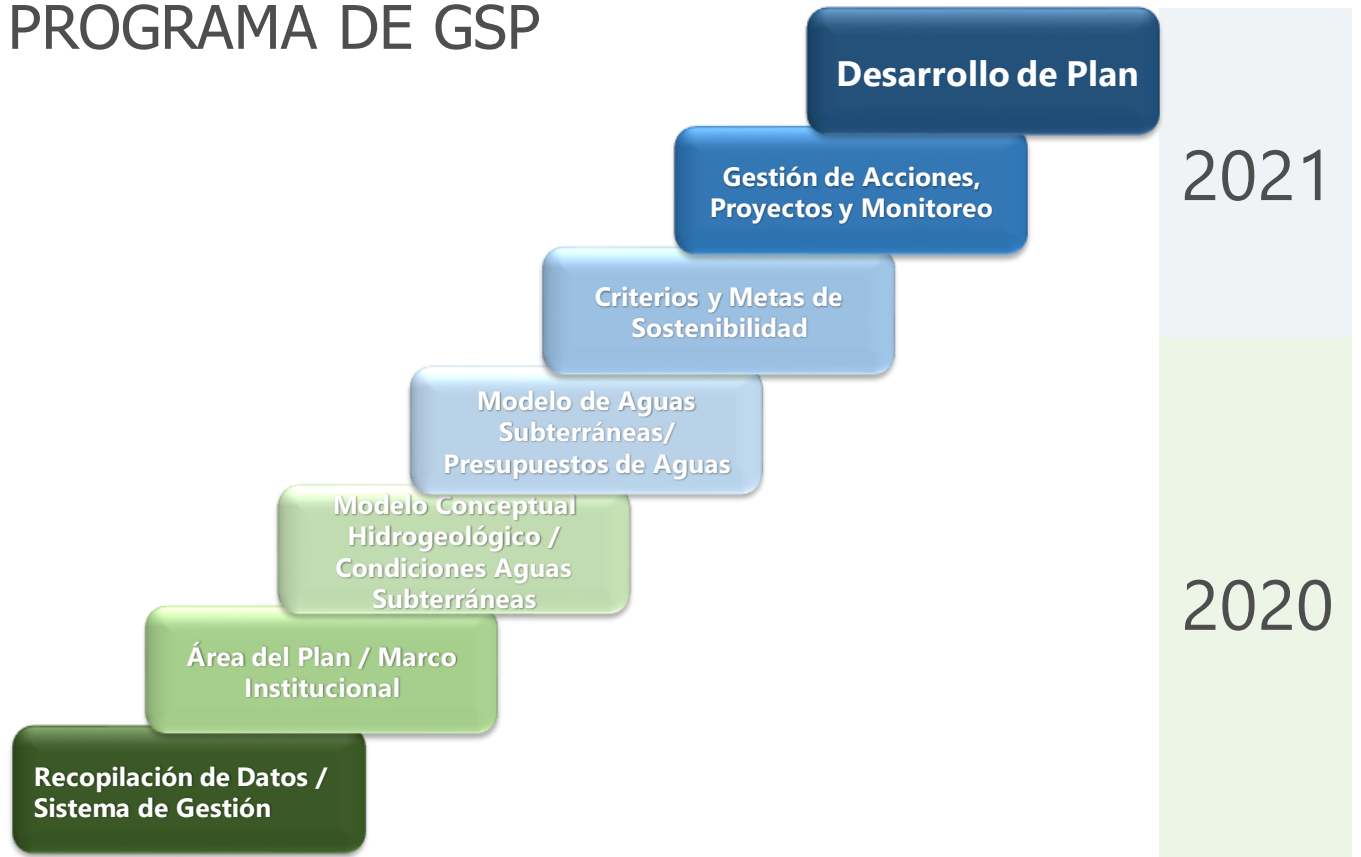 PROGRAMA DE GSP
Desarrollo de Plan
2021
Gestión de Acciones,
Proyectos y Monitoreo
Criterios y Metas de
Sostenibilidad
Modelo de Aguas
Subterráneas/
Presupuestos de Aguas
Modelo Conceptual
Hidrogeológico /
Condiciones Aguas
Subterráneas
2020
Área del Plan / Marco
Institucional
Recopilación de Datos /
Sistema de Gestión